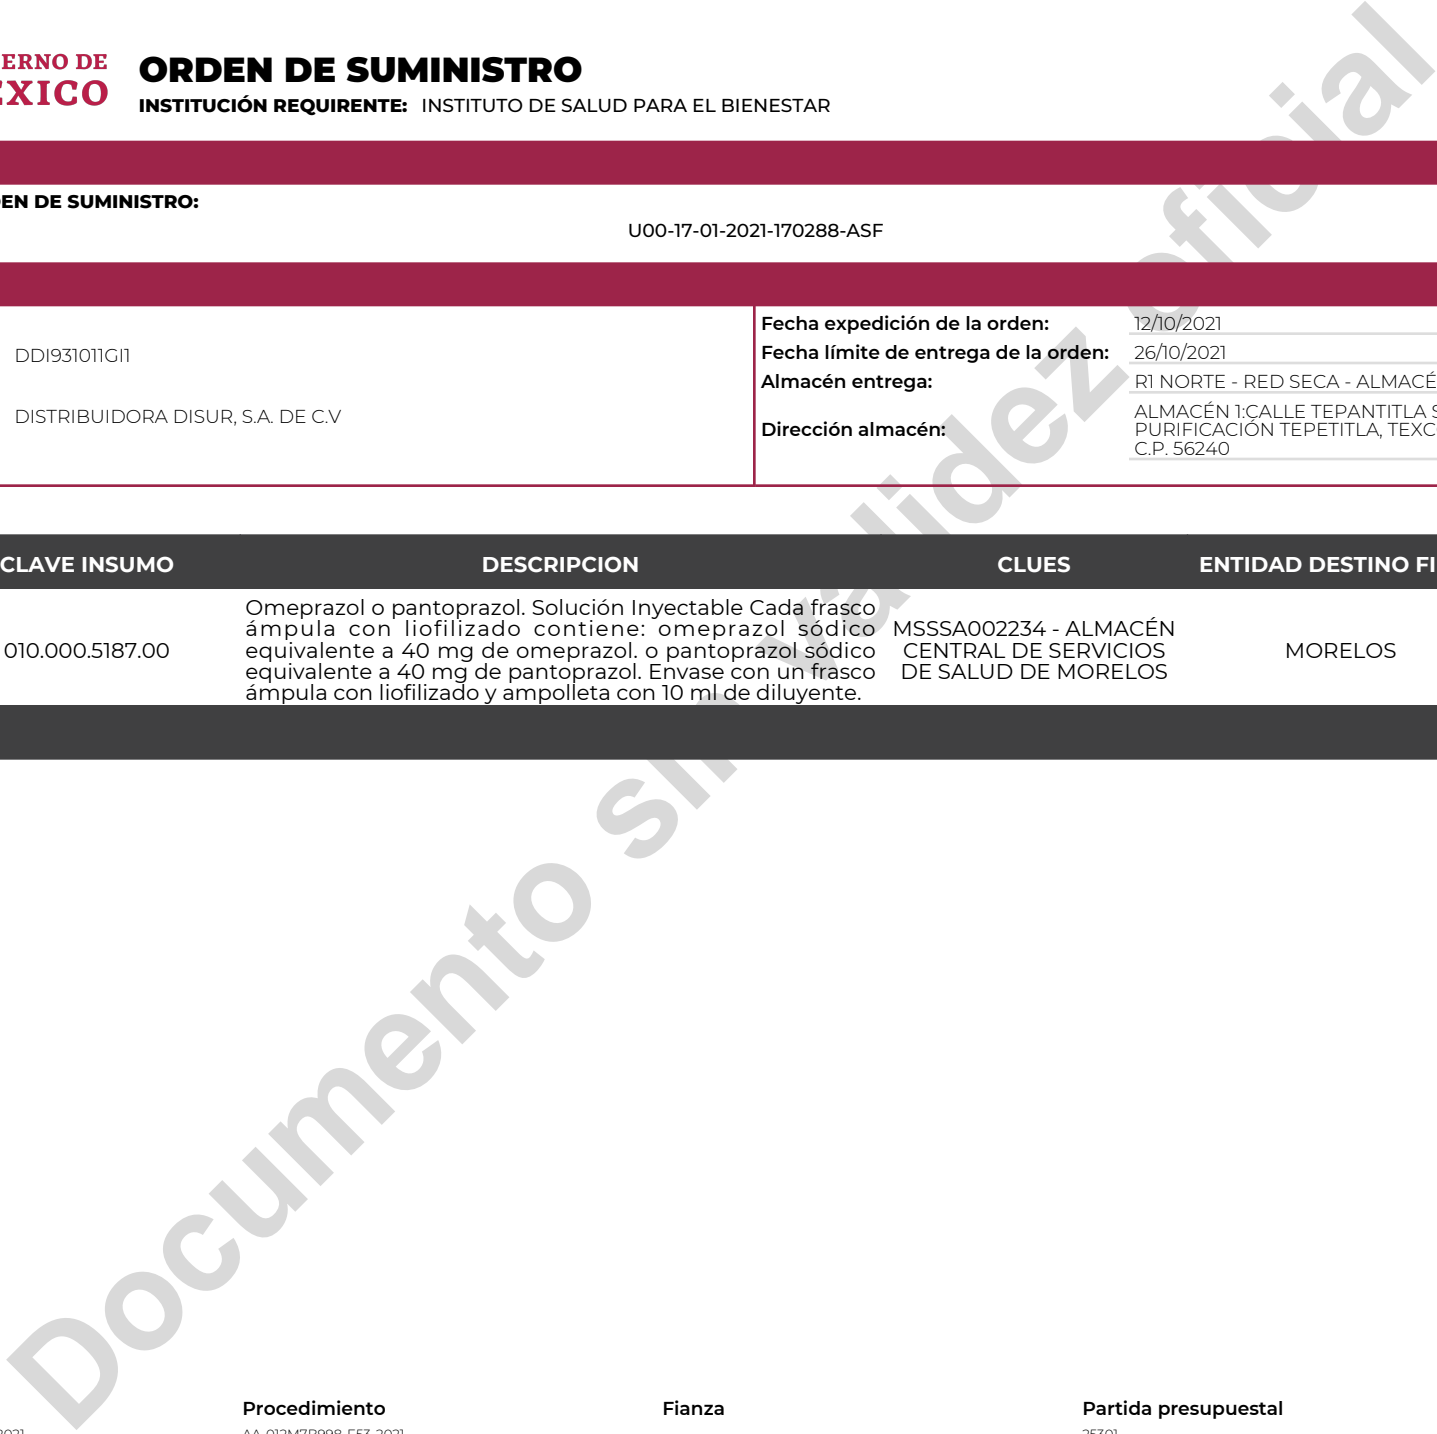 ERNO DE
EXICO
ORDEN DE SUMINISTRO
INSTITUCIÓN REQUIRENTE: INSTITUTO DE SALUD PARA EL BIENESTAR
EN DE SUMINISTRO:
U00-17-01-2021-170288-ASF
DDI931011GI1
DISTRIBUIDORA DISUR, S.A. DE C.V
Fecha expedición de la orden: 12/10/2021
Fecha límite de entrega de la orden: 26/10/2021
Almacén entrega: R1 NORTE - RED SECA - ALMACÉ
Dirección almacén:
ALMACÉN 1:CALLE TEPANTITLA S
PURIFICACIÓN TEPETITLA, TEXC
C.P. 56240
CLAVE INSUMO DESCRIPCION CLUES ENTIDAD DESTINO FI
010.000.5187.00
Omeprazol o pantoprazol. Solución Inyectable Cada frasco
ámpula con liofilizado contiene: omeprazol sódico
equivalente a 40 mg de omeprazol. o pantoprazol sódico
equivalente a 40 mg de pantoprazol. Envase con un frasco
ámpula con liofilizado y ampolleta con 10 ml de diluyente.
MSSSA002234 - ALMACÉN
CENTRAL DE SERVICIOS
DE SALUD DE MORELOS
MORELOS
Documento sin validez oficial
Procedimiento Fianza Partida presupuestal